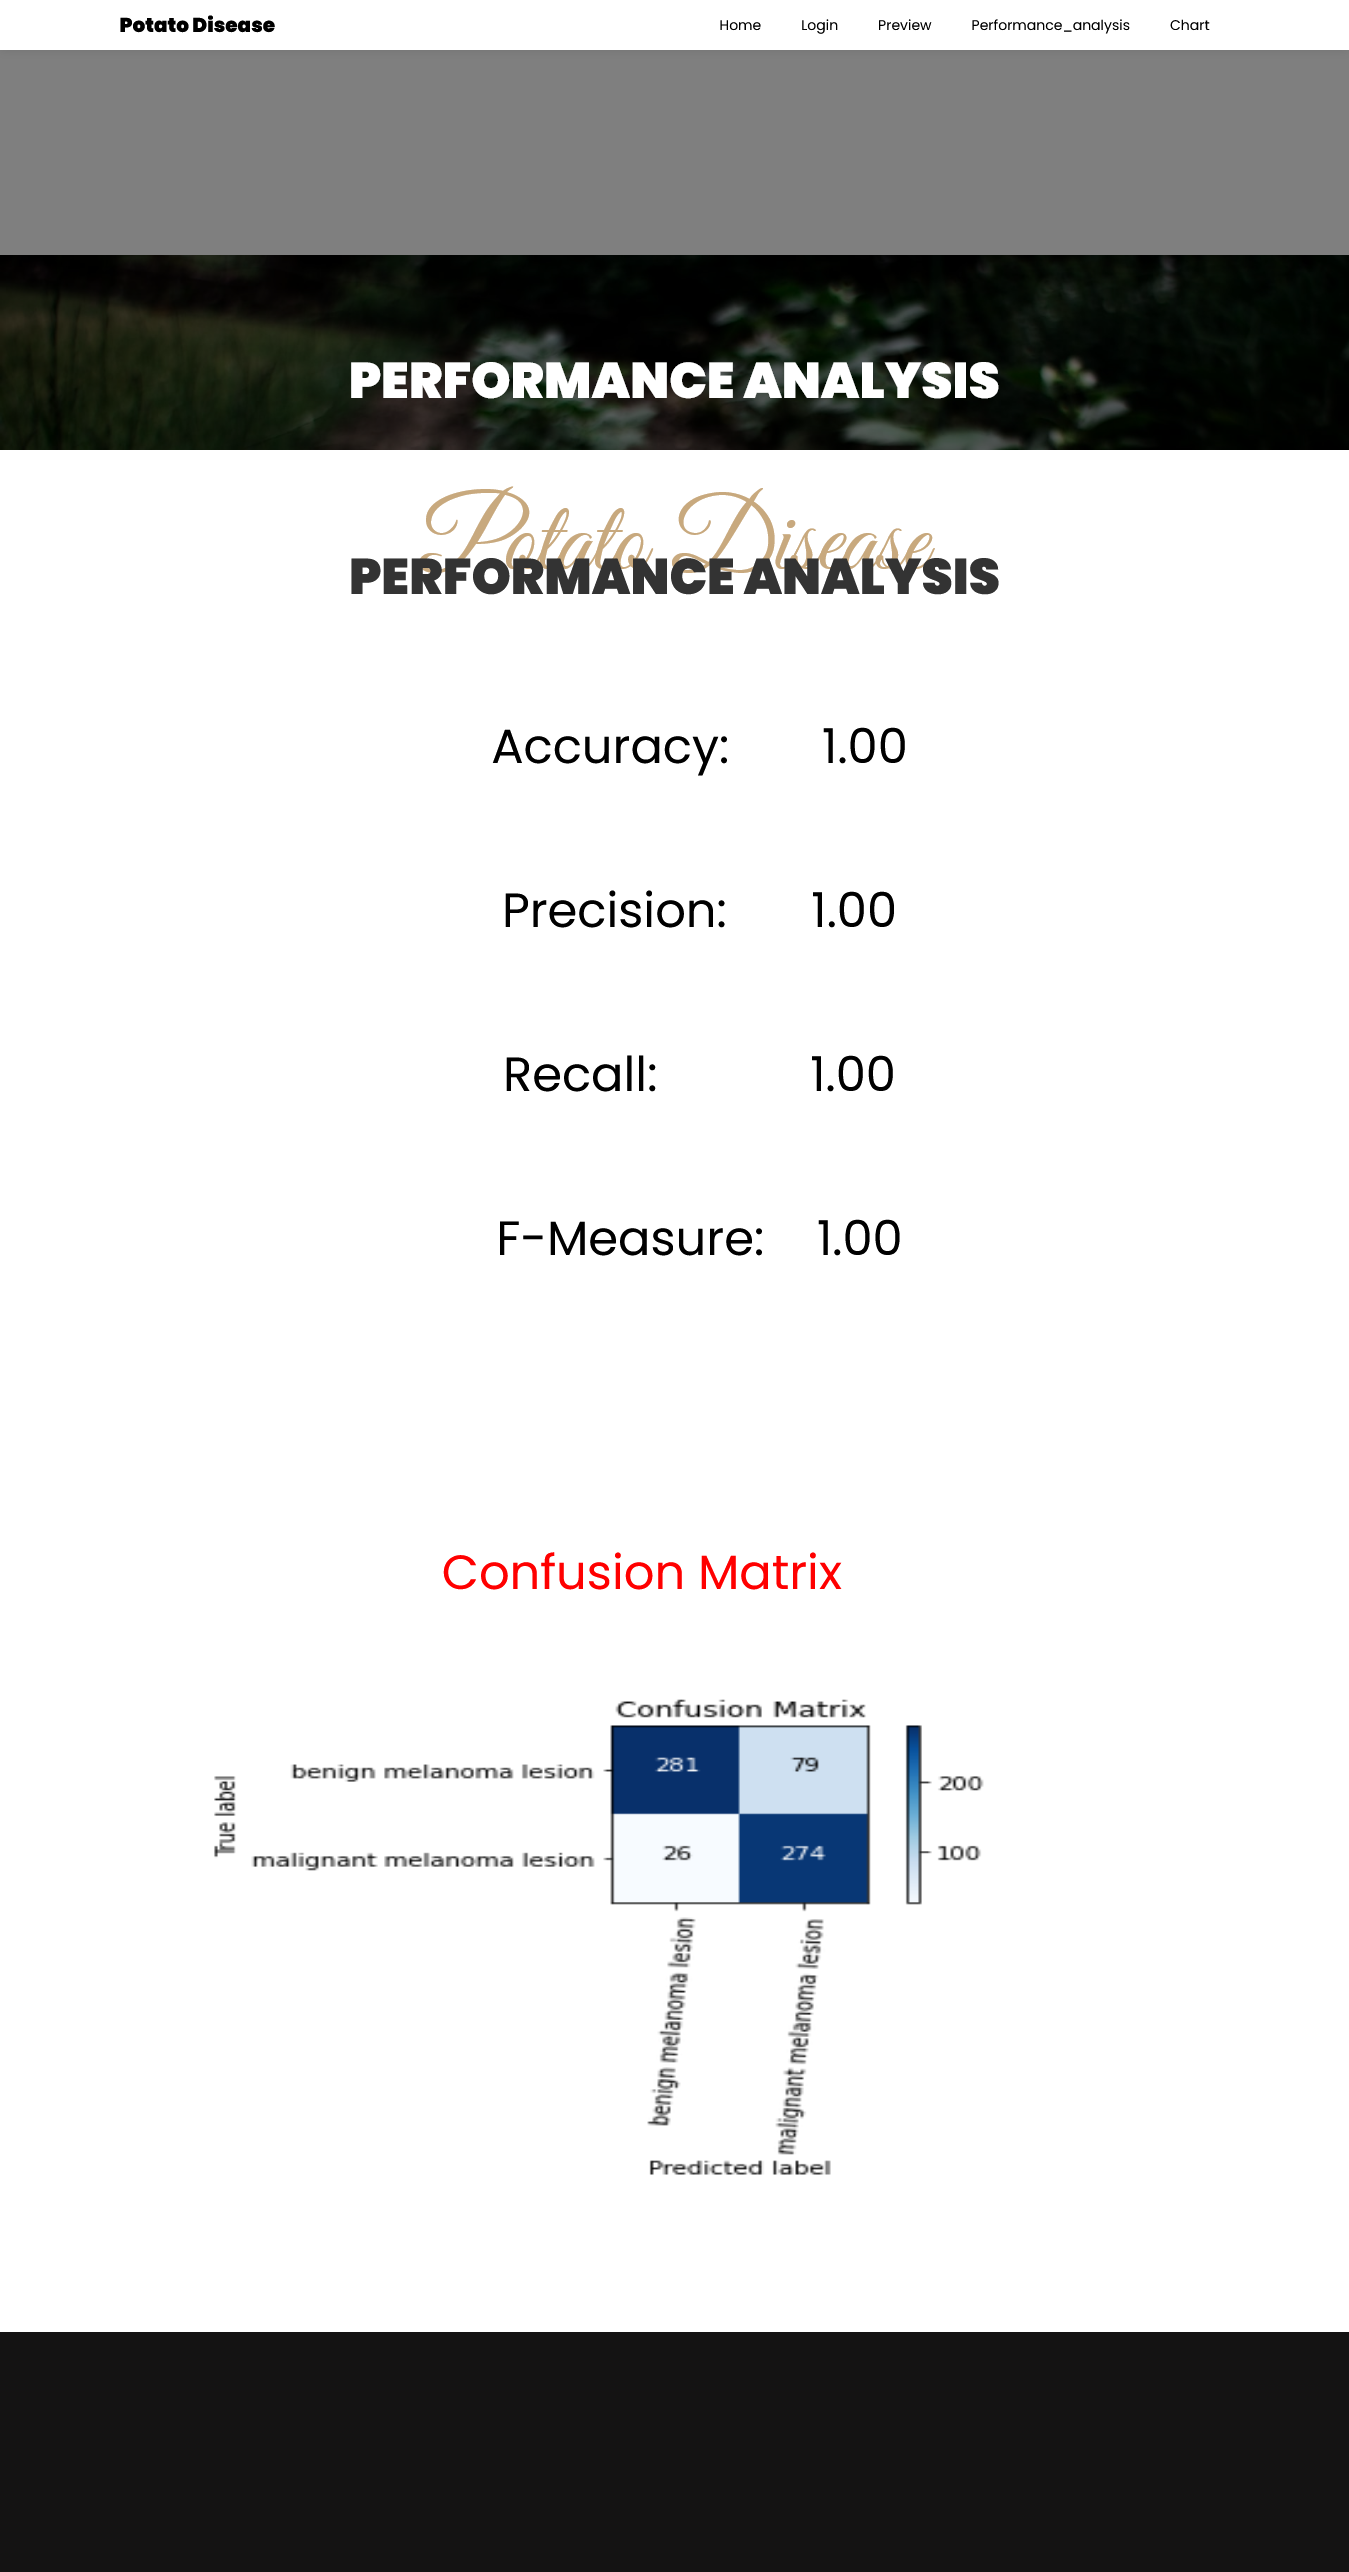 Potato Disease
Home Login Preview Performance_analysis Chart
PERFORMANCE ANALYSIS
Potato Disease
PERFORMANCE ANALYSIS
Accuracy: 1.00
Precision: 1.00
Recall: 1.00
F-Measure: 1.00
Confusion Matrix
Confusion Matrix
True label
benign melanoma lesion 281 79
malignant melanoma lesion 26 274
200
100
benign melanoma lesion
malignant melanoma lesion
Predicted label